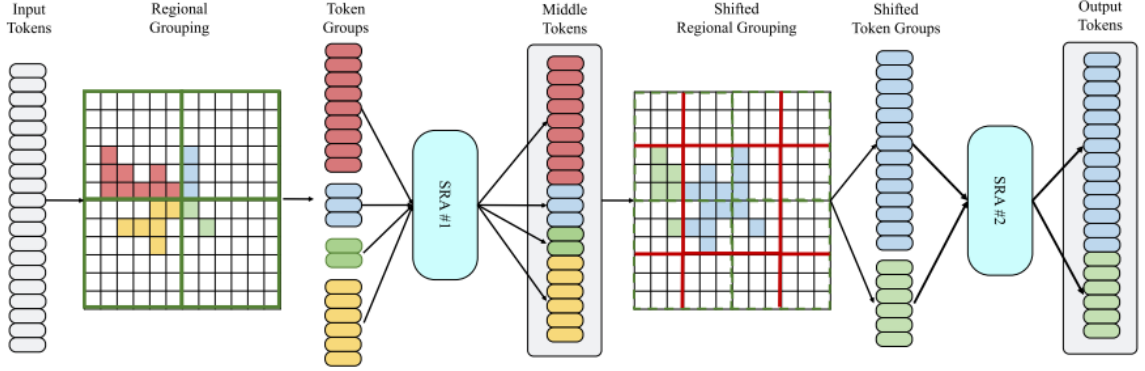 Input
Tokens
Regional
Grouping
Token
Groups
SRA #1
Middle
Tokens
Shifted
Regional Grouping
Shifted
Token Groups
SRA #2
Output
Tokens